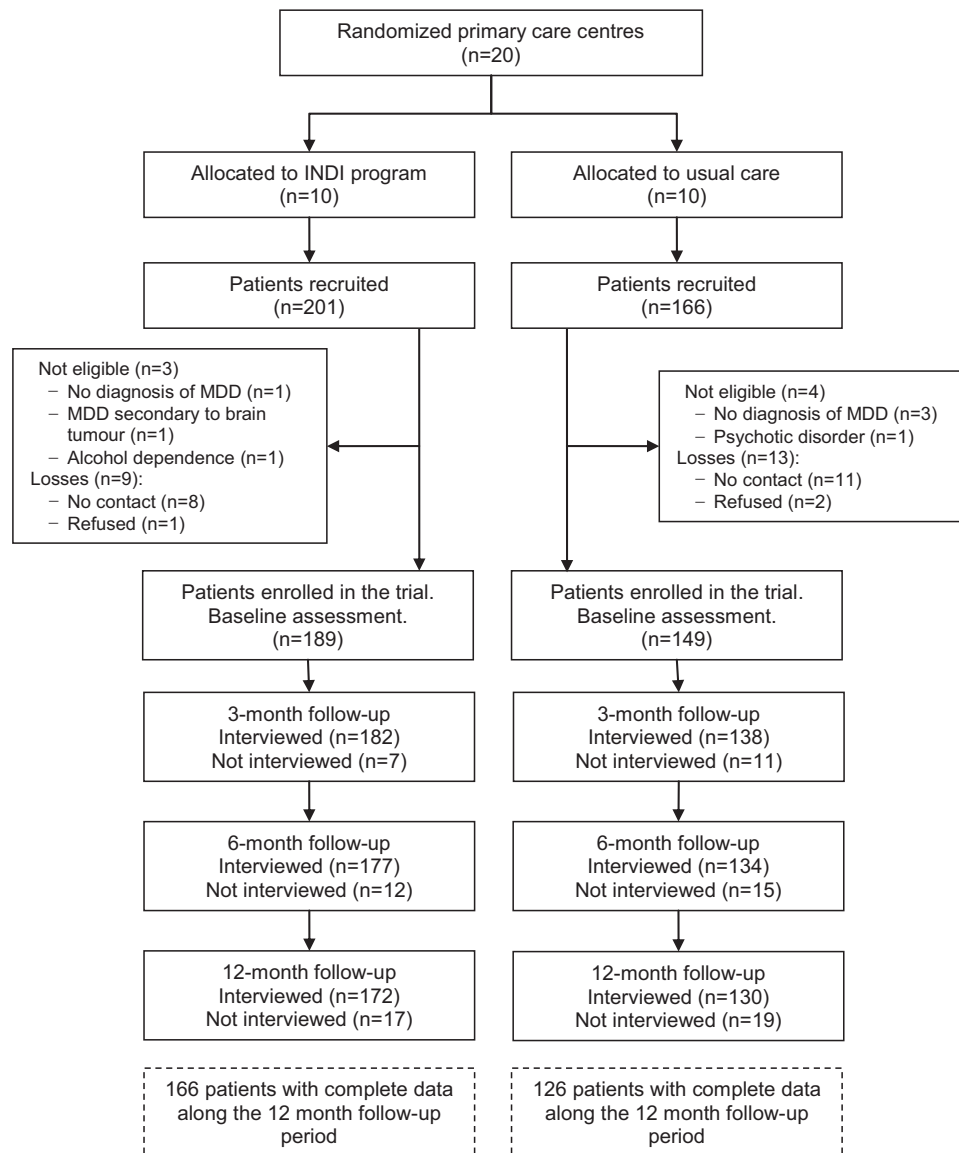 Randomized primary care centres
(n=20)
Allocated to INDI program
(n=10)
Allocated to usual care
(n=10)
Patients recruited
(n=201)
Patients recruited
(n=166)
Not eligible (n=3)
– No diagnosis of MDD (n=1)
– MDD secondary to brain
tumour (n=1)
– Alcohol dependence (n=1)
Losses (n=9):
– No contact (n=8)
– Refused (n=1)
Not eligible (n=4)
– No diagnosis of MDD (n=3)
– Psychotic disorder (n=1)
Losses (n=13):
– No contact (n=11)
– Refused (n=2)
Patients enrolled in the trial.
Baseline assessment.
(n=189)
Patients enrolled in the trial.
Baseline assessment.
(n=149)
3-month follow-up
Interviewed (n=182)
Not interviewed (n=7)
3-month follow-up
Interviewed (n=138)
Not interviewed (n=11)
6-month follow-up
Interviewed (n=177)
Not interviewed (n=12)
6-month follow-up
Interviewed (n=134)
Not interviewed (n=15)
12-month follow-up
Interviewed (n=172)
Not interviewed (n=17)
12-month follow-up
Interviewed (n=130)
Not interviewed (n=19)
166 patients with complete data
along the 12 month follow-up
period
126 patients with complete data
along the 12 month follow-up
period